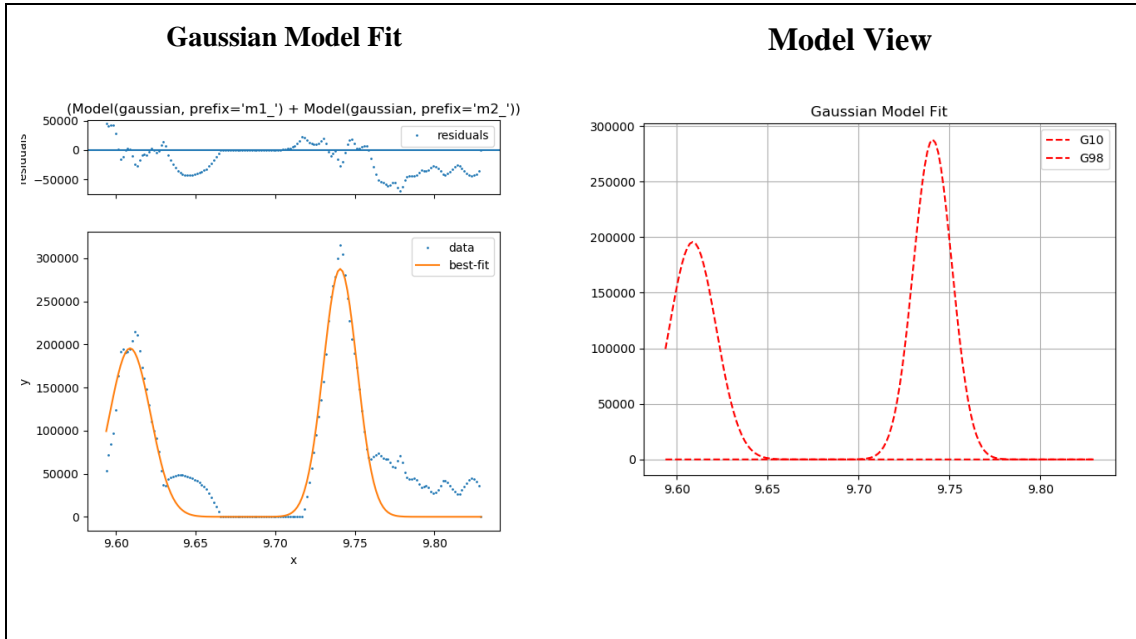 Gaussian Model Fit
(Model(gaussian, prefix='m1_') + Model(gaussian, prefix='m2_'))
50000
0
−50000
residuals
residuals
300000
250000
200000
150000
100000
50000
0
y
data
best-fit
9.60 9.65 9.70 9.75 9.80
x
Model View
Gaussian Model Fit
300000
250000
200000
150000
100000
50000
0
G10
G98
9.60 9.65 9.70 9.75 9.80